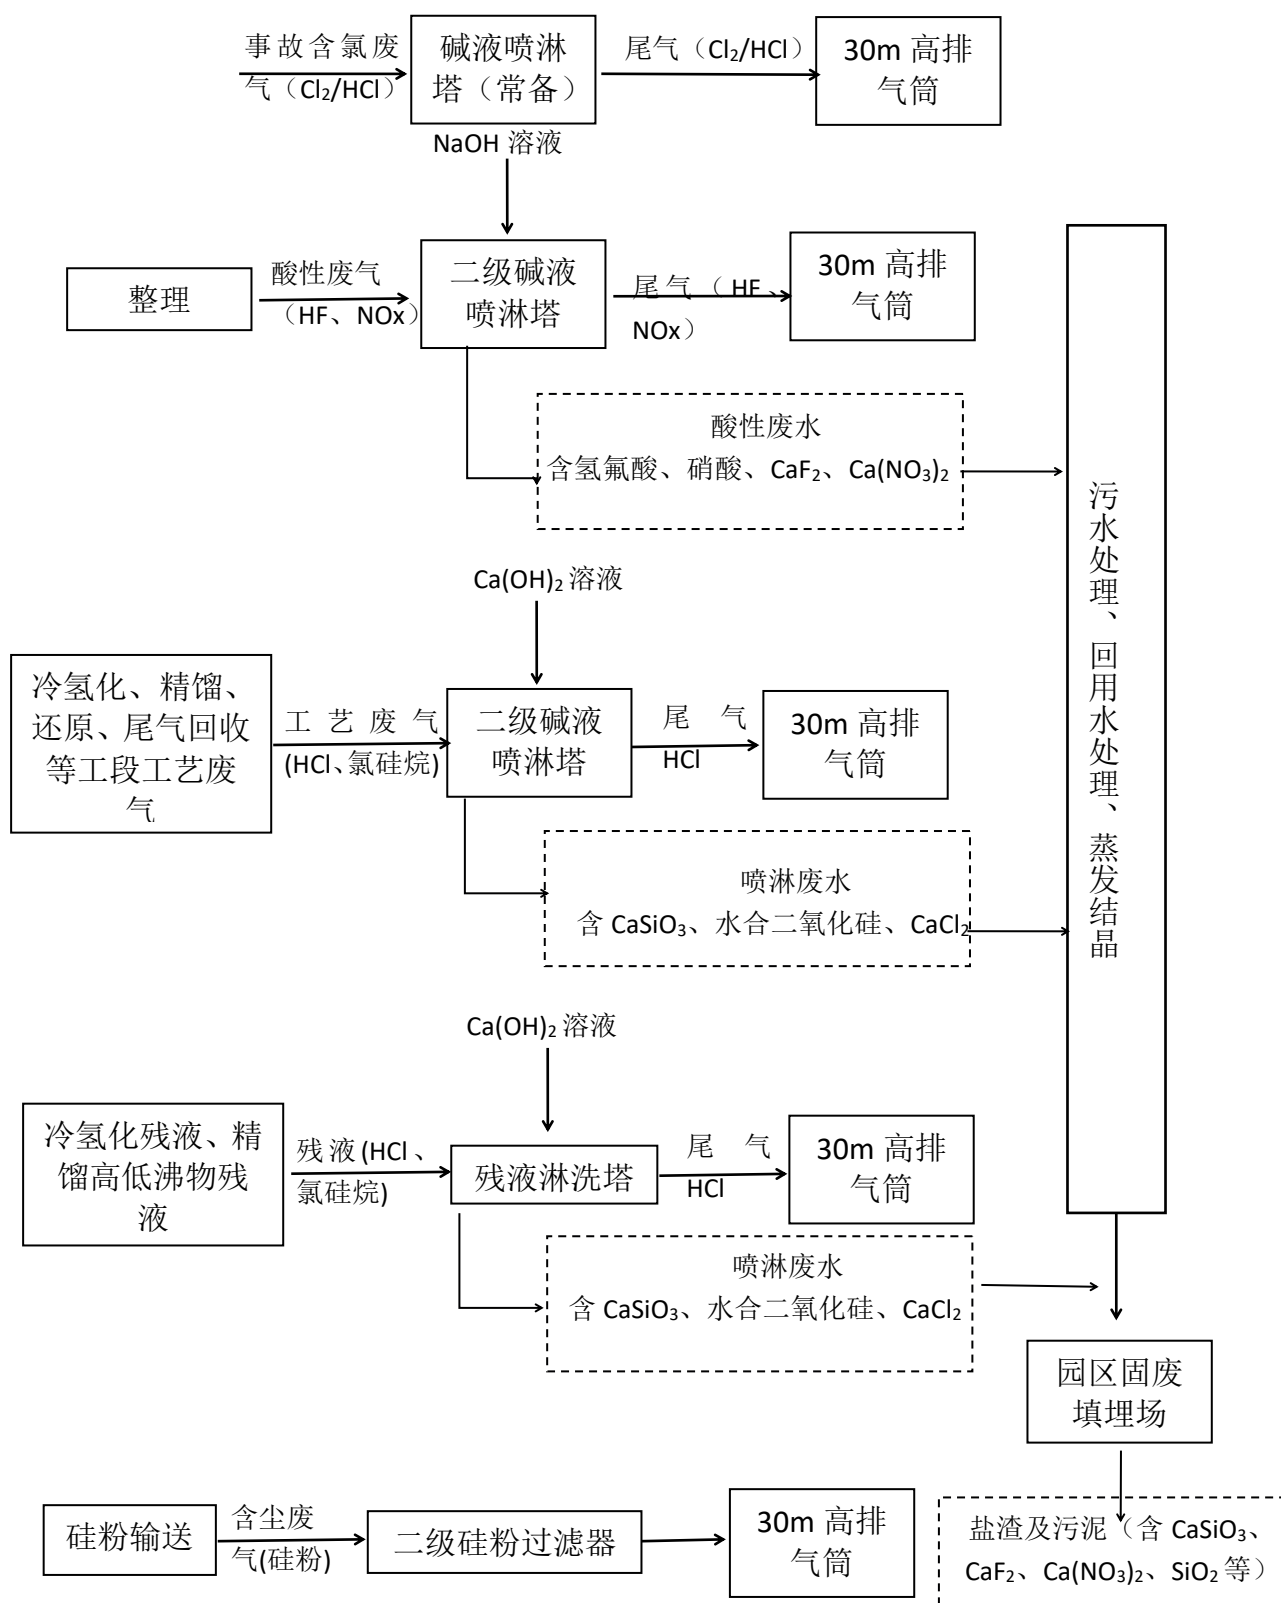 事故含氯废
气（Cl₂/HCl）
碱液喷淋
塔（常备）
尾气（Cl₂/HCl）
30m 高排
气筒
NaOH 溶液
整理
酸性废气
（HF、NOx）
二级碱液
喷淋塔
尾气（HF、
NOx）
30m 高排
气筒
酸性废水
含氢氟酸、硝酸、CaF₂、Ca(NO₃)₂
污水处理、回用水处理、蒸发结晶
Ca(OH)₂ 溶液
冷氢化、精馏、
还原、尾气回收
等工段工艺废
气
工艺废气
(HCl、氯硅烷)
二级碱液
喷淋塔
尾气
HCl
30m 高排
气筒
喷淋废水
含 CaSiO₃、水合二氧化硅、CaCl₂
Ca(OH)₂ 溶液
冷氢化残液、精
馏高低沸物残
液
残液(HCl、
氯硅烷)
残液淋洗塔
尾气
HCl
30m 高排
气筒
喷淋废水
含 CaSiO₃、水合二氧化硅、CaCl₂
园区固废
填埋场
硅粉输送
含尘废
气(硅粉)
二级硅粉过滤器
30m 高排
气筒
盐渣及污泥（含 CaSiO₃、
CaF₂、Ca(NO₃)₂、SiO₂ 等）